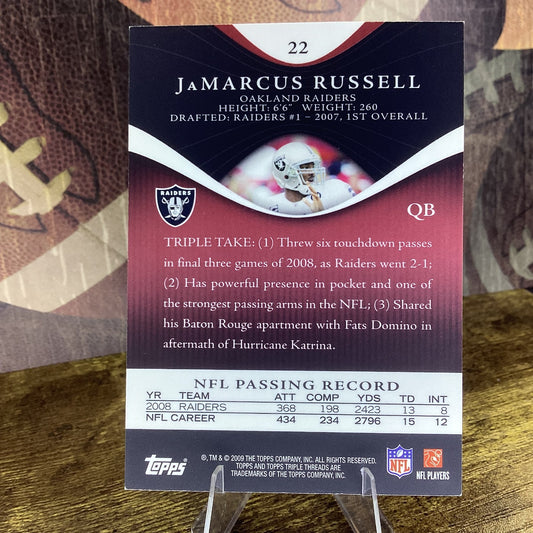 22
JaMARCUS RUSSELL
OAKLAND RAIDERS
HEIGHT: 6'6" WEIGHT: 260
DRAFTED: RAIDERS #1 – 2007, 1ST OVERALL
RAIDERS
QB
TRIPLE TAKE: (1) Threw six touchdown passes
in final three games of 2008, as Raiders went 2-1;
(2) Has powerful presence in pocket and one of
the strongest passing arms in the NFL; (3) Shared
his Baton Rouge apartment with Fats Domino in
aftermath of Hurricane Katrina.
NFL PASSING RECORD
YR TEAM ATT COMP YDS TD INT
2008 RAIDERS 368 198 2423 13 8
NFL CAREER 434 234 2796 15 12
Topps
®, TM & © 2009 THE TOPPS COMPANY, INC. ALL RIGHTS RESERVED.
TOPPS AND TOPPS TRIPLE THREADS ARE
TRADEMARKS OF THE TOPPS COMPANY, INC.
NFL
NFL PLAYERS